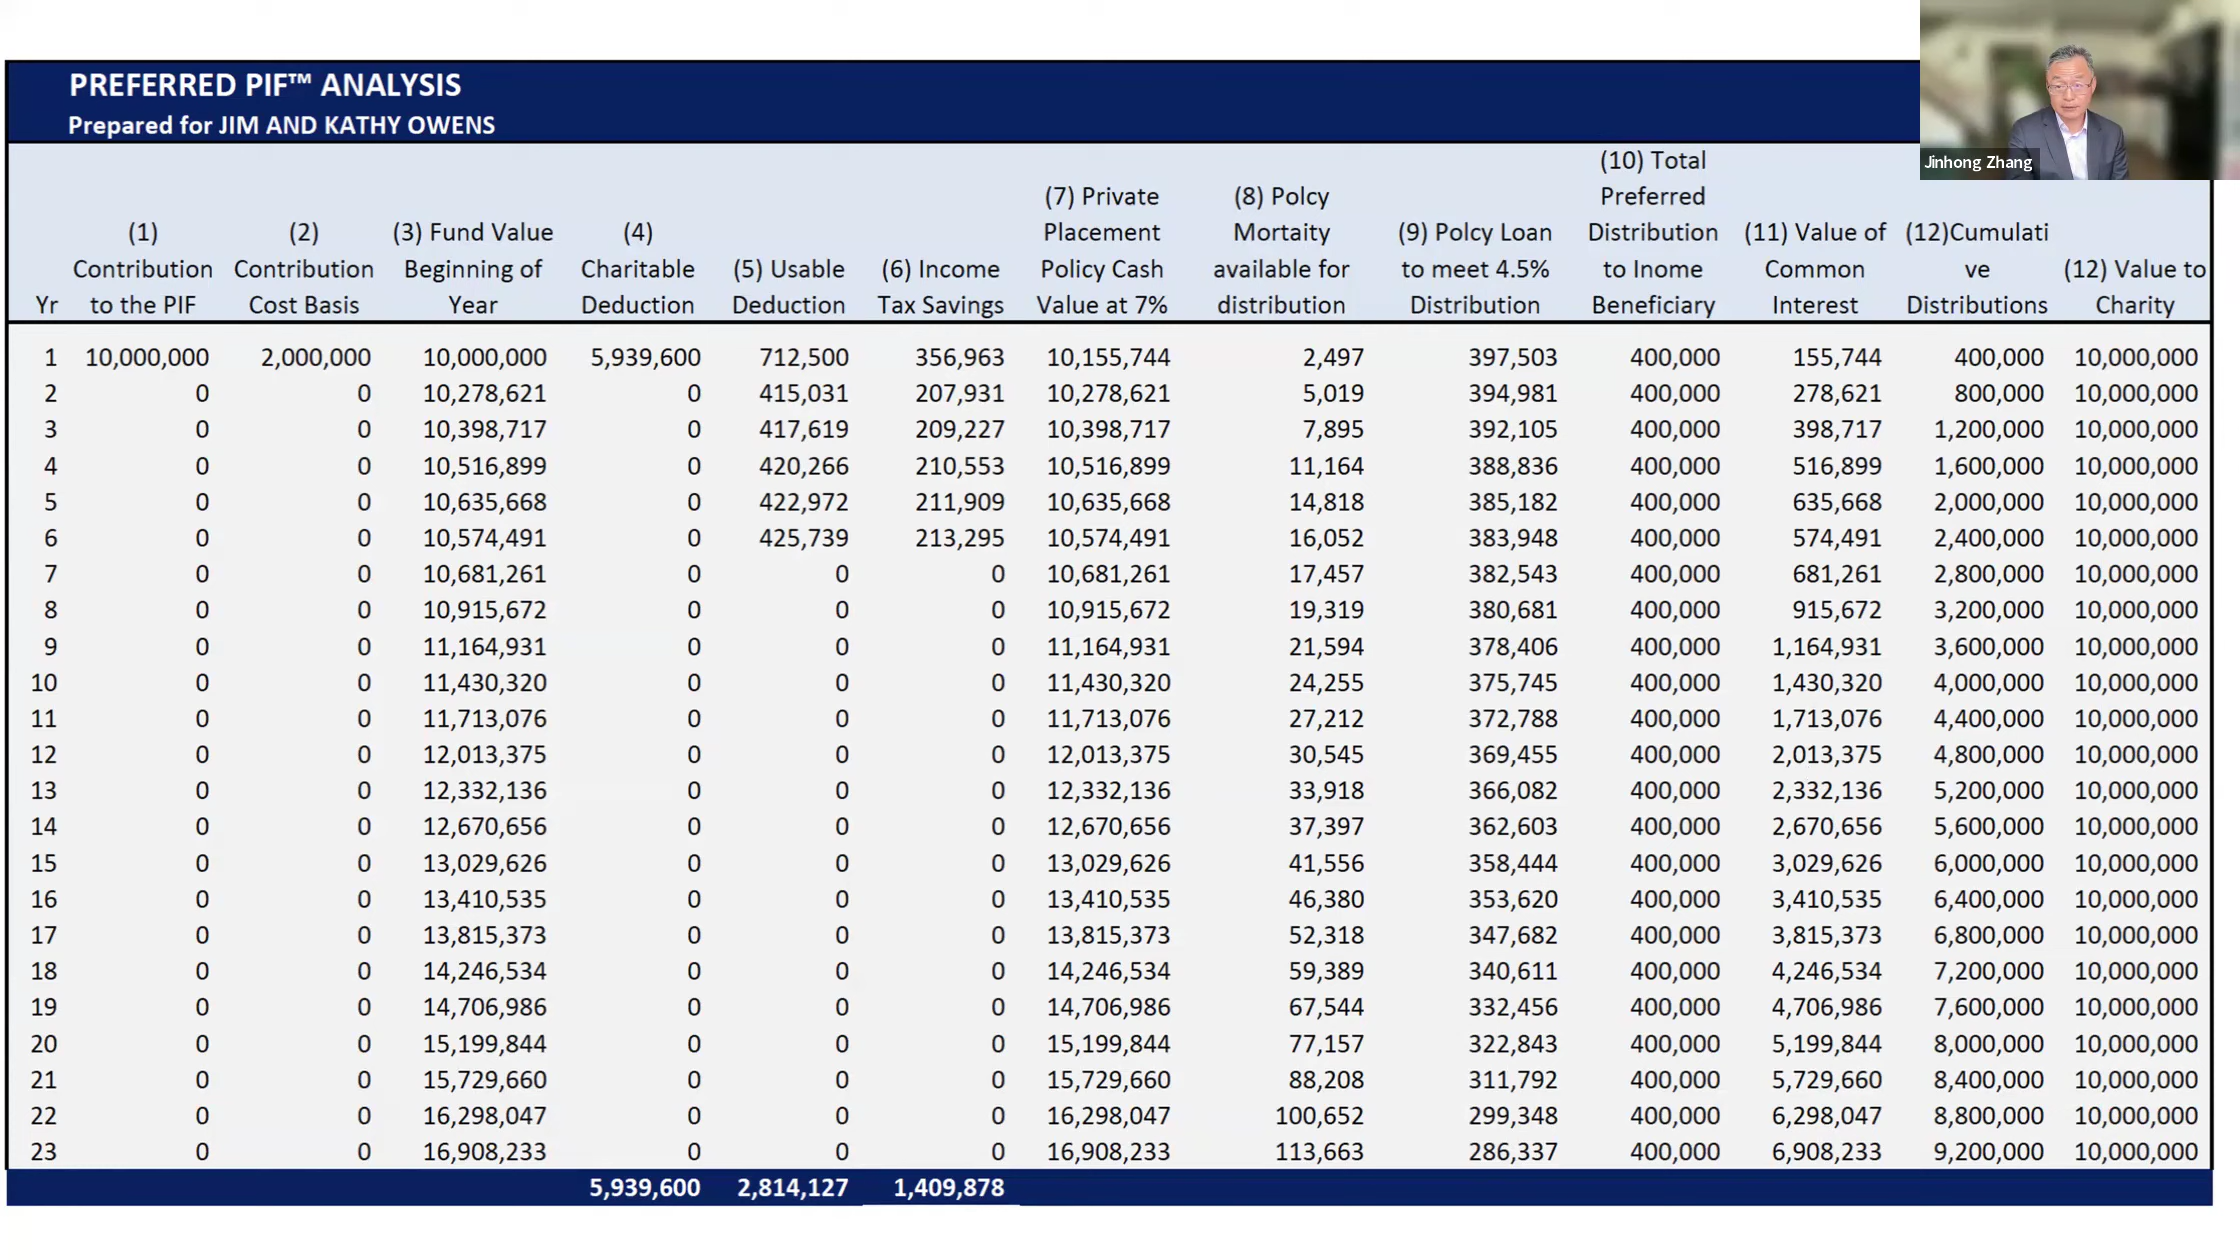 PREFERRED PIF™ ANALYSIS
Prepared for JIM AND KATHY OWENS
Jinhong Zhang
Yr
(1) Contribution to the PIF
(2) Contribution Cost Basis
(3) Fund Value Beginning of Year
(4) Charitable Deduction
(5) Usable Deduction
(6) Income Tax Savings
(7) Private Placement Policy Cash Value at 7%
(8) Polcy Mortaity available for distribution
(9) Polcy Loan to meet 4.5% Distribution
(10) Total Preferred Distribution to Inome Beneficiary
(11) Value of Common Interest
(12)Cumulati ve Distributions
(12) Value to Charity
1 10,000,000 2,000,000 10,000,000 5,939,600 712,500 356,963 10,155,744 2,497 397,503 400,000 155,744 400,000 10,000,000
2 0 0 10,278,621 0 415,031 207,931 10,278,621 5,019 394,981 400,000 278,621 800,000 10,000,000
3 0 0 10,398,717 0 417,619 209,227 10,398,717 7,895 392,105 400,000 398,717 1,200,000 10,000,000
4 0 0 10,516,899 0 420,266 210,553 10,516,899 11,164 388,836 400,000 516,899 1,600,000 10,000,000
5 0 0 10,635,668 0 422,972 211,909 10,635,668 14,818 385,182 400,000 635,668 2,000,000 10,000,000
6 0 0 10,574,491 0 425,739 213,295 10,574,491 16,052 383,948 400,000 574,491 2,400,000 10,000,000
7 0 0 10,681,261 0 0 0 10,681,261 17,457 382,543 400,000 681,261 2,800,000 10,000,000
8 0 0 10,915,672 0 0 0 10,915,672 19,319 380,681 400,000 915,672 3,200,000 10,000,000
9 0 0 11,164,931 0 0 0 11,164,931 21,594 378,406 400,000 1,164,931 3,600,000 10,000,000
10 0 0 11,430,320 0 0 0 11,430,320 24,255 375,745 400,000 1,430,320 4,000,000 10,000,000
11 0 0 11,713,076 0 0 0 11,713,076 27,212 372,788 400,000 1,713,076 4,400,000 10,000,000
12 0 0 12,013,375 0 0 0 12,013,375 30,545 369,455 400,000 2,013,375 4,800,000 10,000,000
13 0 0 12,332,136 0 0 0 12,332,136 33,918 366,082 400,000 2,332,136 5,200,000 10,000,000
14 0 0 12,670,656 0 0 0 12,670,656 37,397 362,603 400,000 2,670,656 5,600,000 10,000,000
15 0 0 13,029,626 0 0 0 13,029,626 41,556 358,444 400,000 3,029,626 6,000,000 10,000,000
16 0 0 13,410,535 0 0 0 13,410,535 46,380 353,620 400,000 3,410,535 6,400,000 10,000,000
17 0 0 13,815,373 0 0 0 13,815,373 52,318 347,682 400,000 3,815,373 6,800,000 10,000,000
18 0 0 14,246,534 0 0 0 14,246,534 59,389 340,611 400,000 4,246,534 7,200,000 10,000,000
19 0 0 14,706,986 0 0 0 14,706,986 67,544 332,456 400,000 4,706,986 7,600,000 10,000,000
20 0 0 15,199,844 0 0 0 15,199,844 77,157 322,843 400,000 5,199,844 8,000,000 10,000,000
21 0 0 15,729,660 0 0 0 15,729,660 88,208 311,792 400,000 5,729,660 8,400,000 10,000,000
22 0 0 16,298,047 0 0 0 16,298,047 100,652 299,348 400,000 6,298,047 8,800,000 10,000,000
23 0 0 16,908,233 0 0 0 16,908,233 113,663 286,337 400,000 6,908,233 9,200,000 10,000,000
5,939,600 2,814,127 1,409,878